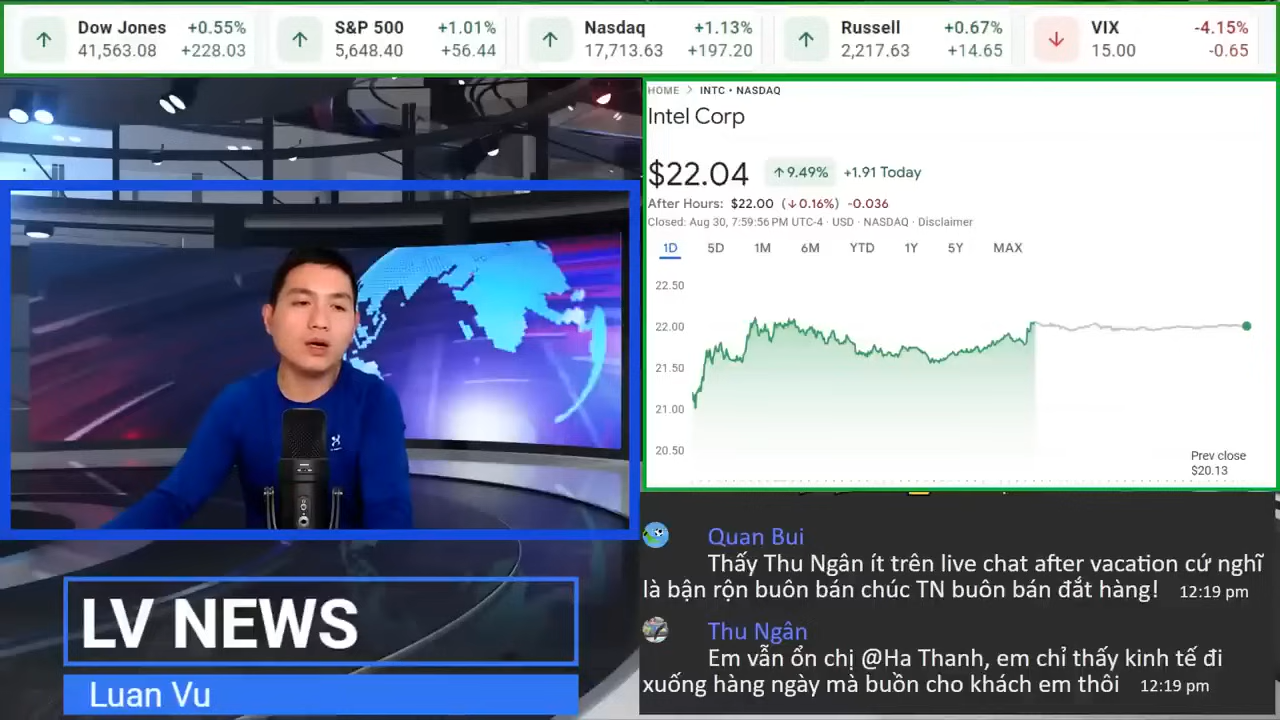 Dow Jones +0.55%
41,563.08 +228.03
S&P 500 +1.01%
5,648.40 +56.44
Nasdaq +1.13%
17,713.63 +197.20
Russell +0.67%
2,217.63 +14.65
VIX -4.15%
15.00 -0.65
HOME > INTC • NASDAQ
Intel Corp
$22.04 ↑9.49% +1.91 Today
After Hours: $22.00 (↓0.16%) -0.036
Closed: Aug 30, 7:59:56 PM UTC-4 · USD · NASDAQ · Disclaimer
1D 5D 1M 6M YTD 1Y 5Y MAX
22.50
22.00
21.50
21.00
20.50
Prev close
$20.13
Quan Bui
Thấy Thu Ngân ít trên live chat after vacation cứ nghĩ
là bận rộn buôn bán chúc TN buôn bán đắt hàng! 12:19 pm
Thu Ngân
Em vẫn ổn chị @Ha Thanh, em chỉ thấy kinh tế đi
xuống hàng ngày mà buồn cho khách em thôi 12:19 pm
LV NEWS
Luan Vu